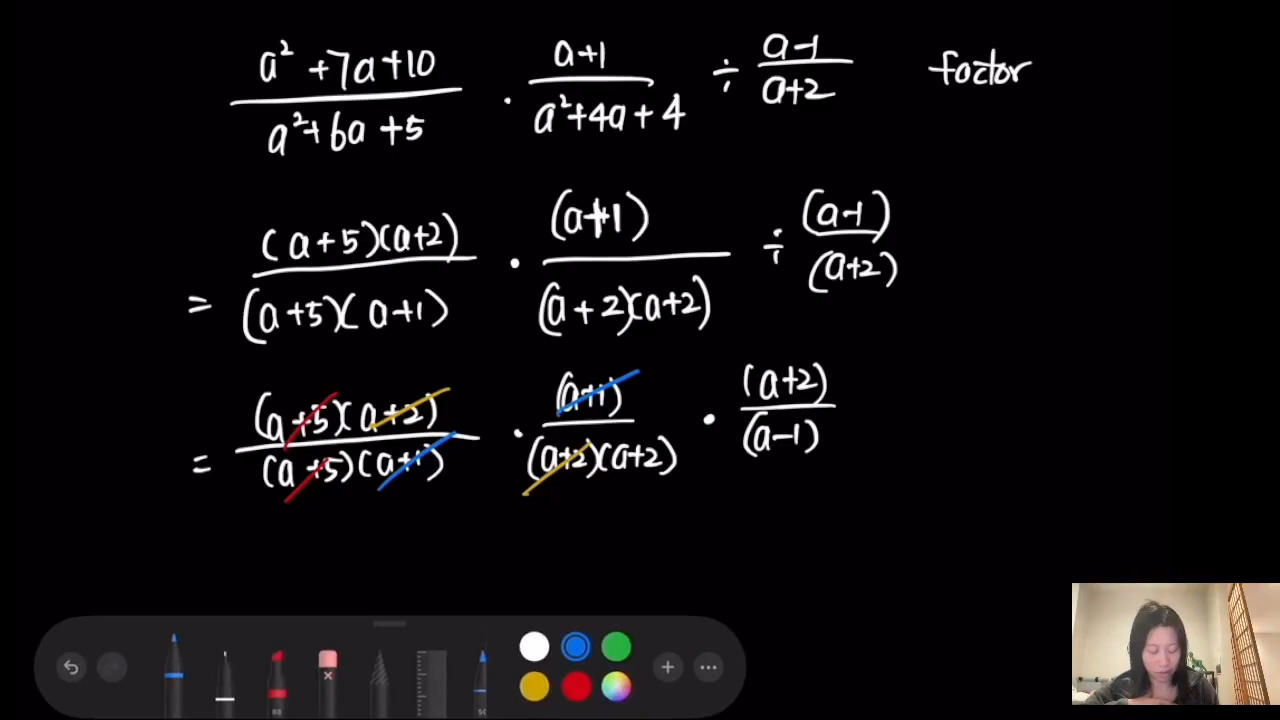 a² + 7a + 10 / a² + 6a + 5 · a+1 / a² + 4a + 4 ÷ a-1 / a+2 factor
= (a+5)(a+2) / (a+5)(a+1) · (a+1) / (a+2)(a+2) ÷ (a-1) / (a+2)
= (a+5)(a+2) / (a+5)(a+1) · (a+1) / (a+2)(a+2) · (a+2) / (a-1)